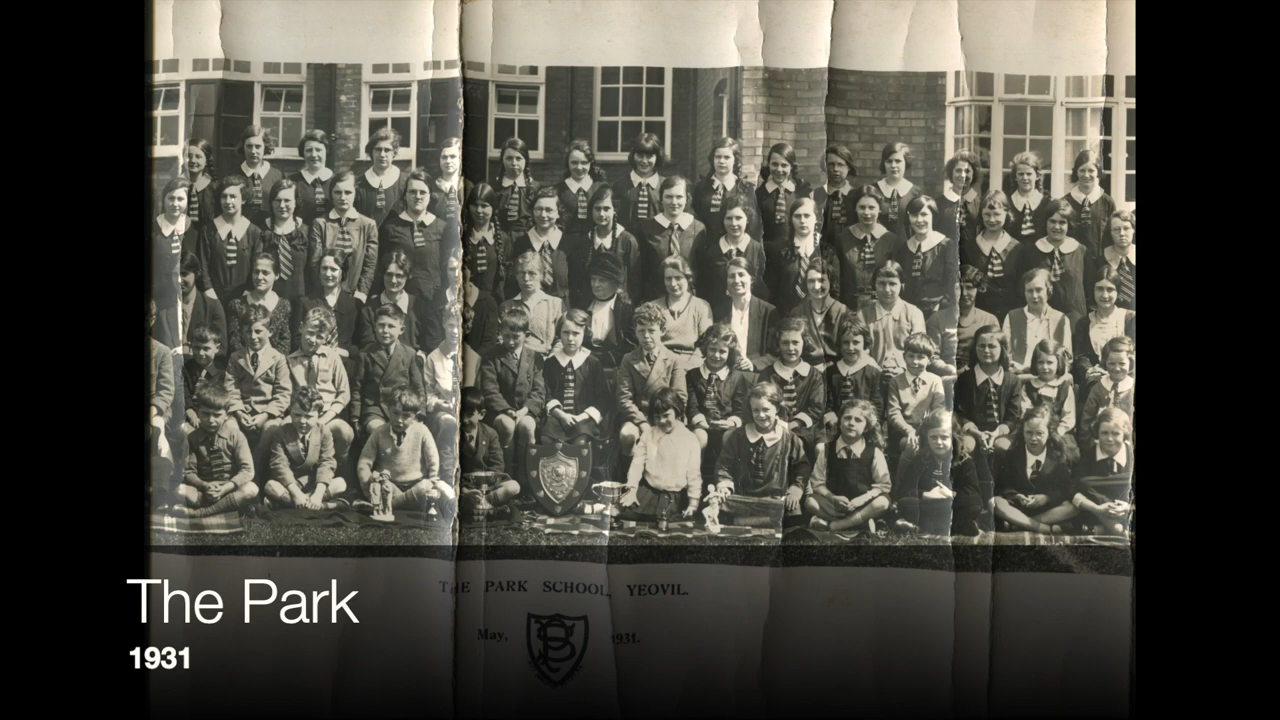 THE PARK SCHOOL, YEOVIL.
The Park
May, 1931.
1931